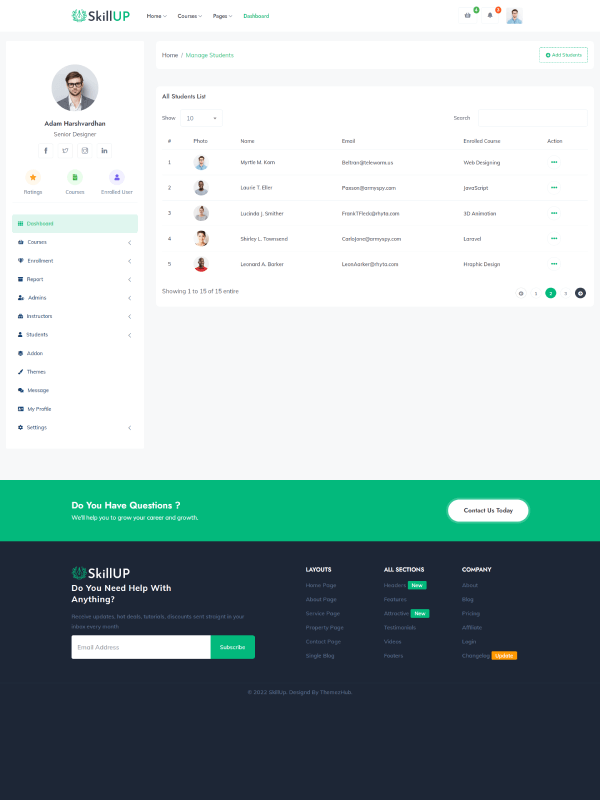 SkillUP
Home Courses Pages Dashboard
Adam Harshvardhan
Senior Designer
Ratings Courses Enrolled User
Dashboard
Courses
Enrollment
Report
Admins
Instructors
Students
Addon
Themes
Message
My Profile
Settings
Home / Manage Students
Add Students
All Students List
Show 10 Search
# Photo Name Email Enrolled Course Action
1 Myrtle M. Korn Beltran@teleworm.us Web Designing
2 Laurie T. Eller Paxson@armyspy.com JavaScript
3 Lucinda J. Smither FrankTFleck@rhyta.com 3D Animation
4 Shirley L. Townsend CarloJane@armyspy.com Laravel
5 Leonard A. Barker LeonAarker@rhyta.com Hraphic Design
Showing 1 to 15 of 15 entire
1 2 3
Do You Have Questions ?
We'll help you to grow your career and growth.
Contact Us Today
SkillUP
Do You Need Help With
Anything?
Receive updates, hot deals, tutorials, discounts sent straignt in your
inbox every month
Email Address Subscribe
LAYOUTS
Home Page
About Page
Service Page
Property Page
Contact Page
Single Blog
ALL SECTIONS
Headers New
Features
Attractive New
Testimonials
Videos
Footers
COMPANY
About
Blog
Pricing
Affiliate
Login
Changelog Update
© 2022 SkillUp. Designd By ThemezHub.